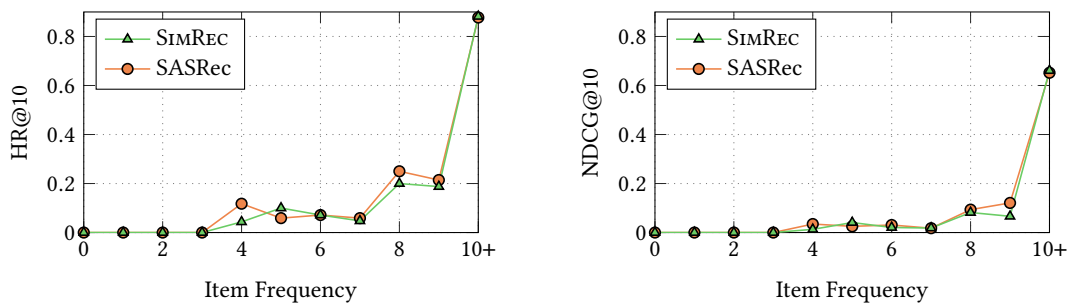 0.8
0.6
0.4
0.2
0
HR@10
SIMREC
SASRec
0 2 4 6 8 10+
Item Frequency
0.8
0.6
0.4
0.2
0
NDCG@10
SIMREC
SASRec
0 2 4 6 8 10+
Item Frequency